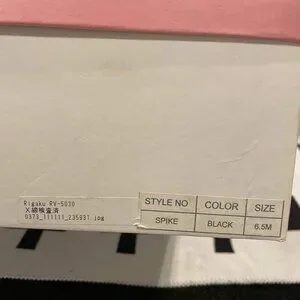 Rigaku RV-5030
X線検査済
0373_111111_235931.jpg
STYLE NO COLOR SIZE
SPIKE BLACK 6.5M